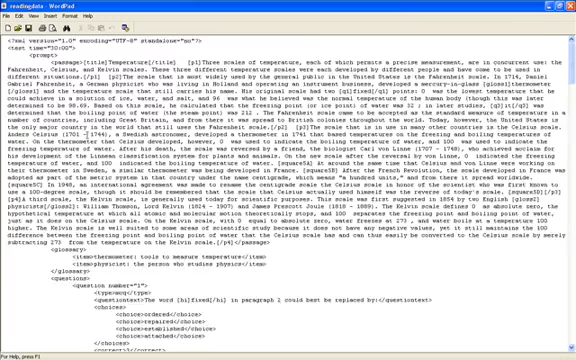 readingdata - WordPad
File Edit View Insert Format Help
<?xml version="1.0" encoding="UTF-8" standalone="no"?>
<test time="30:00">
<prompt>
<passage>[title]Temperature[/title] [p1]Three scales of temperature, each of which permits a precise measurement, are in concurrent use: the
Fahrenheit, Celsius, and Kelvin scales. These three different temperature scales were each developed by different people and have come to be used in
different situations.[/p1] [p2]The scale that is most widely used by the general public in the United States is the Fahrenheit scale. In 1714, Daniel
Gabriel Fahrenheit, a German physicist who was living in Holland and operating an instrument business, developed a mercury-in-glass [gloss1]thermometer
[/gloss1] and the temperature scale that still carries his name. His original scale had two [q1]fixed[/q1] points: 0 was the lowest temperature that he
could achieve in a solution of ice, water, and salt, and 96 was what he believed was the normal temperature of the human body (though this was later
determined to be 98.6). Based on this scale, he calculated that the freezing point (or ice point) of water was 32; in later studies, [q2]it[/q2] was
determined that the boiling point of water (the steam point) was 212. The Fahrenheit scale came to be accepted as the standard measure of temperature in a
number of countries, including Great Britain, and from there it was spread to British colonies throughout the world. Today, however, the United States is
the only major country in the world that still uses the Fahrenheit scale.[/p2] [p3]The scale that is in use in many other countries is the Celsius scale.
Anders Celsius (-1744), a Swedish astronomer, developed a thermometer in 1741 that based temperatures on the freezing and boiling temperatures of
water. On the thermometer that Celsius developed, however, 0 was used to indicate the boiling temperature of water, and 100 was used to indicate the
freezing temperature of water. After his death, the scale was reversed by a friend, the biologist Carl von Linne (1707 - 1748), who achieved acclaim for
his development of the Linnaean classification system for plants and animals. On the new scale after the reversal by von Linne, 0 indicated the freezing
temperature of water, and 100 indicated the boiling temperature of water. [squareA] At around the same time that Celsius and von Linne were working on
their thermometer in Sweden, a similar thermometer was being developed in France. [squareB] After the French Revolution, the scale developed in France was
adopted as part of the metric system in that country under the name centigrade, which means "a hundred units," and from there it spread worldwide.
[squareC] In 1948, an international agreement was made to rename the centigrade scale the Celsius scale in honor of the scientist who was first known to
use a 100-degree scale, though it should be remembered that the scale that Celsius actually used himself was the reverse of today's scale. [squareD][/p3]
[p4]A third scale, the Kelvin scale, is generally used today for scientific purposes. This scale was first suggested in 1854 by two English [gloss2]
physicists[/gloss2]: William Thomson, Lord Kelvin (1824 - 1907) and James Prescott Joule (1818 - 1889). The Kelvin scale defines 0 as absolute zero, the
hypothetical temperature at which all atomic and molecular action theoretically stops, and 100 separates the freezing point and boiling point of water,
just as it does on the Celsius scale. On the Kelvin scale, with 0 equal to absolute zero, water freezes at 273, and water boils at a temperature 100
higher. The Kelvin scale is well suited to some areas of scientific study because it does not have any negative values, yet it still maintains the 100
difference between the freezing point and boiling point of water that the Celsius scale has and can thus easily be converted to the Celsius scale by merely
subtracting 273 from the temperature on the Kelvin scale.[/p4]</passage>
<glossary>
<item>thermometer: tools to measure temperature</item>
<item>physicist: the person who studies physics</item>
</glossary>
<questions>
<question number="1">
<type>mcq</type>
<questiontext>The word [hi]fixed[/hi] in paragraph 2 could best be replaced by:</questiontext>
<choices>
<choice>ordered</choice>
<choice>repaired</choice>
<choice>established</choice>
<choice>attached</choice>
</choices>
For Help, press F1